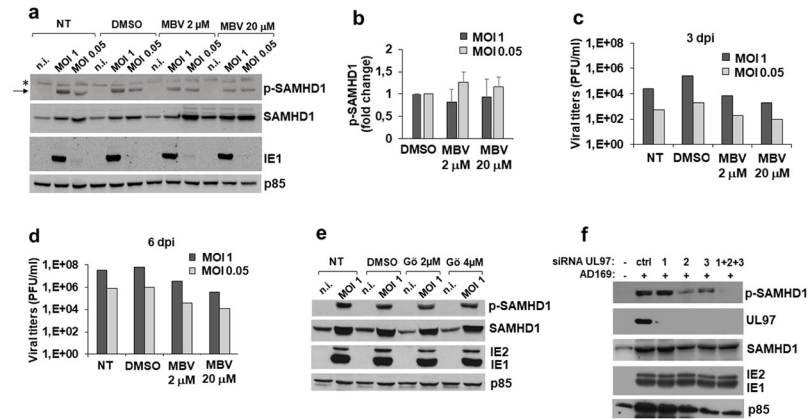 a
NT DMSO MBV 2 µM MBV 20 µM
n.i. MOI 1 MOI 0.05 n.i. MOI 1 MOI 0.05 n.i. MOI 1 MOI 0.05 n.i. MOI 1 MOI 0.05
*
p-SAMHD1
SAMHD1
IE1
p85
b
MOI 1
MOI 0.05
p-SAMHD1
(fold change)
2
1,5
1
0,5
0
DMSO MBV 2 µM MBV 20 µM
c
3 dpi
MOI 1
MOI 0.05
Viral titers (PFU/ml)
1,E+08
1,E+06
1,E+04
1,E+02
1,E+00
NT DMSO MBV 2 µM MBV 20 µM
d
6 dpi
MOI 1
MOI 0.05
Viral titers (PFU/ml)
1,E+08
1,E+06
1,E+04
1,E+02
1,E+00
NT DMSO MBV 2 µM MBV 20 µM
e
NT DMSO Gö 2µM Gö 4µM
n.i. MOI 1 n.i. MOI 1 n.i. MOI 1 n.i. MOI 1
p-SAMHD1
SAMHD1
IE2
IE1
p85
f
siRNA UL97: - ctrl 1 2 3 1+2+3
AD169: - + + + + +
p-SAMHD1
UL97
SAMHD1
IE2
IE1
p85